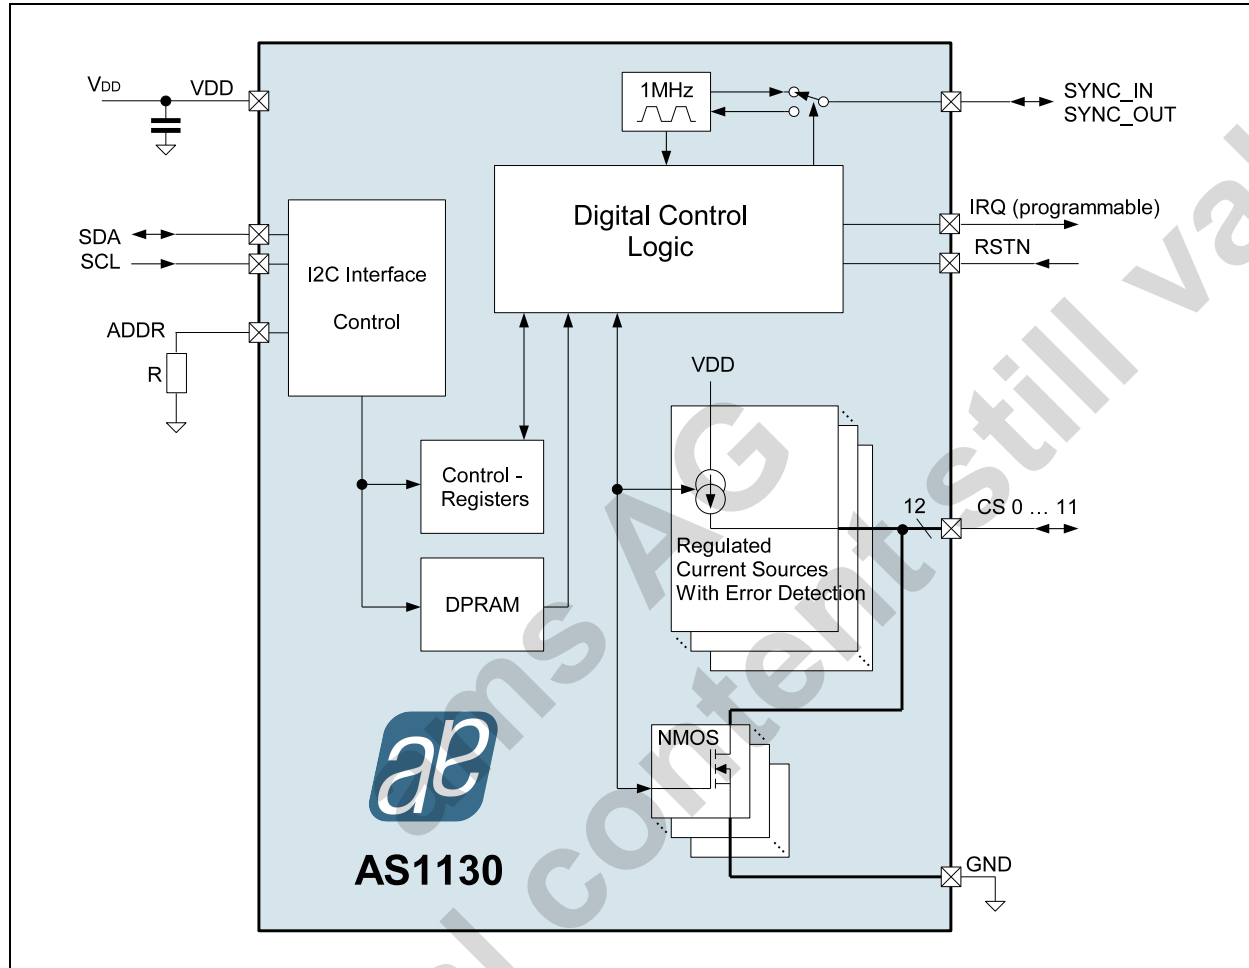 VDD
VDD
1MHz
SYNC_IN
SYNC_OUT
Digital Control
Logic
IRQ (programmable)
RSTN
SDA
SCL
ADDR
R
I2C Interface
Control
VDD
Control -
Registers
DPRAM
12
CS 0 ... 11
Regulated
Current Sources
With Error Detection
NMOS
GND
AS1130
ams AG
content still val